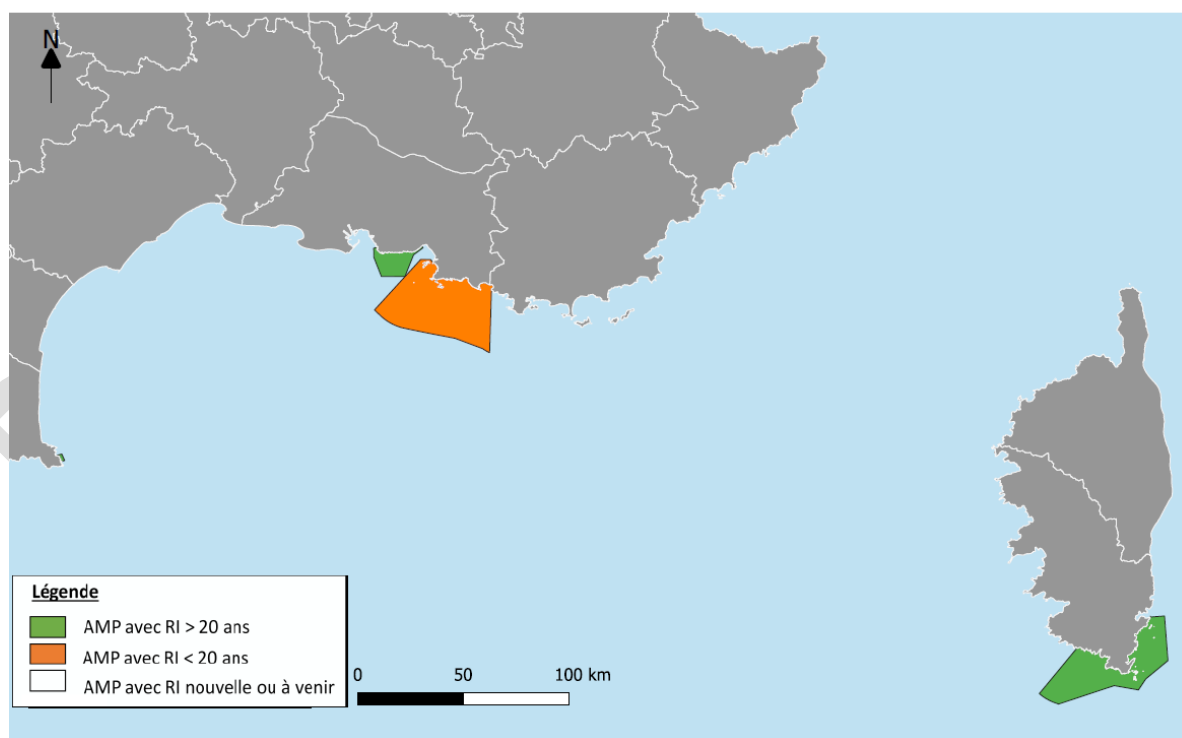 N
Légende
AMP avec RI > 20 ans
AMP avec RI < 20 ans
AMP avec RI nouvelle ou à venir
0 50 100 km